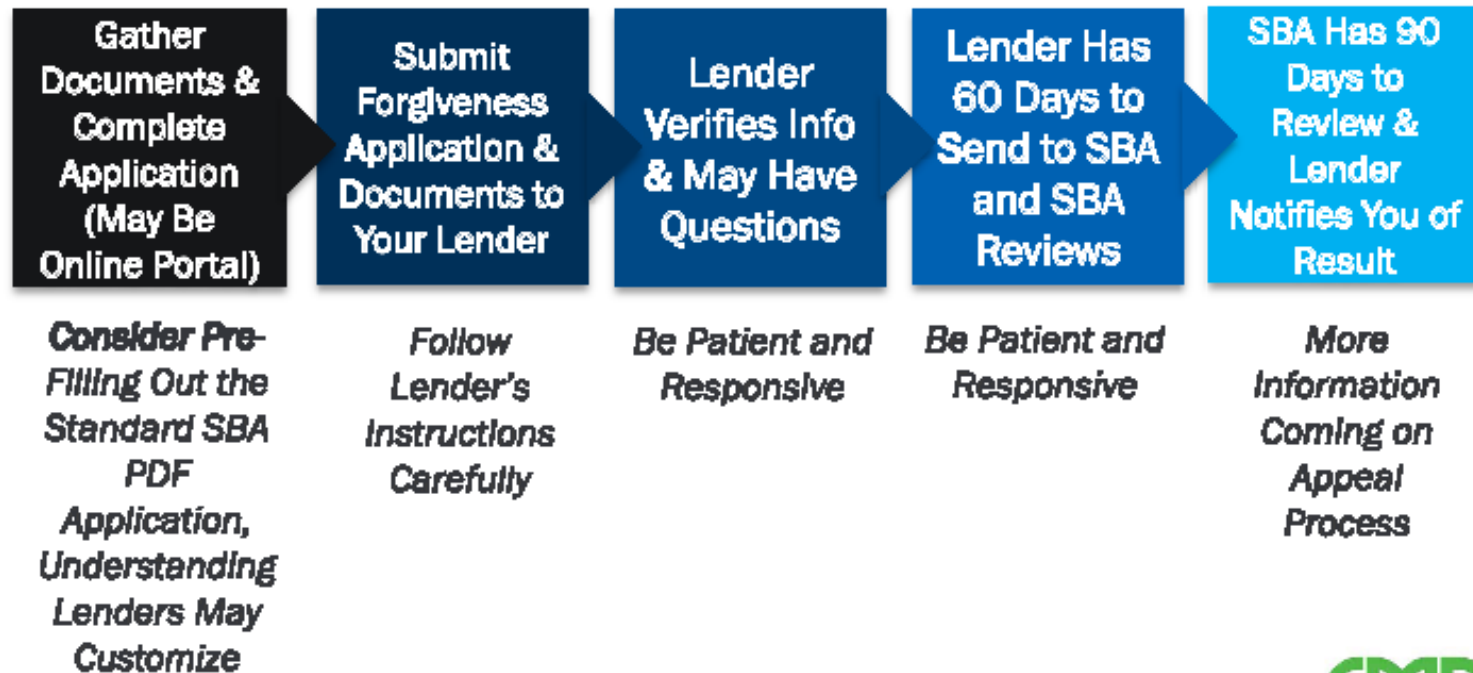 Gather
Documents &
Complete
Application
(May Be
Online Portal)
Submit
Forgiveness
Application &
Documents to
Your Lender
Lender
Verifies Info
& May Have
Questions
Lender Has
60 Days to
Send to SBA
and SBA
Reviews
SBA Has 90
Days to
Review &
Lender
Notifies You of
Result
Consider Pre-
Filling Out the
Standard SBA
PDF
Application,
Understanding
Lenders May
Customize
Follow
Lender's
Instructions
Carefully
Be Patient and
Responsive
Be Patient and
Responsive
More
Information
Coming on
Appeal
Process